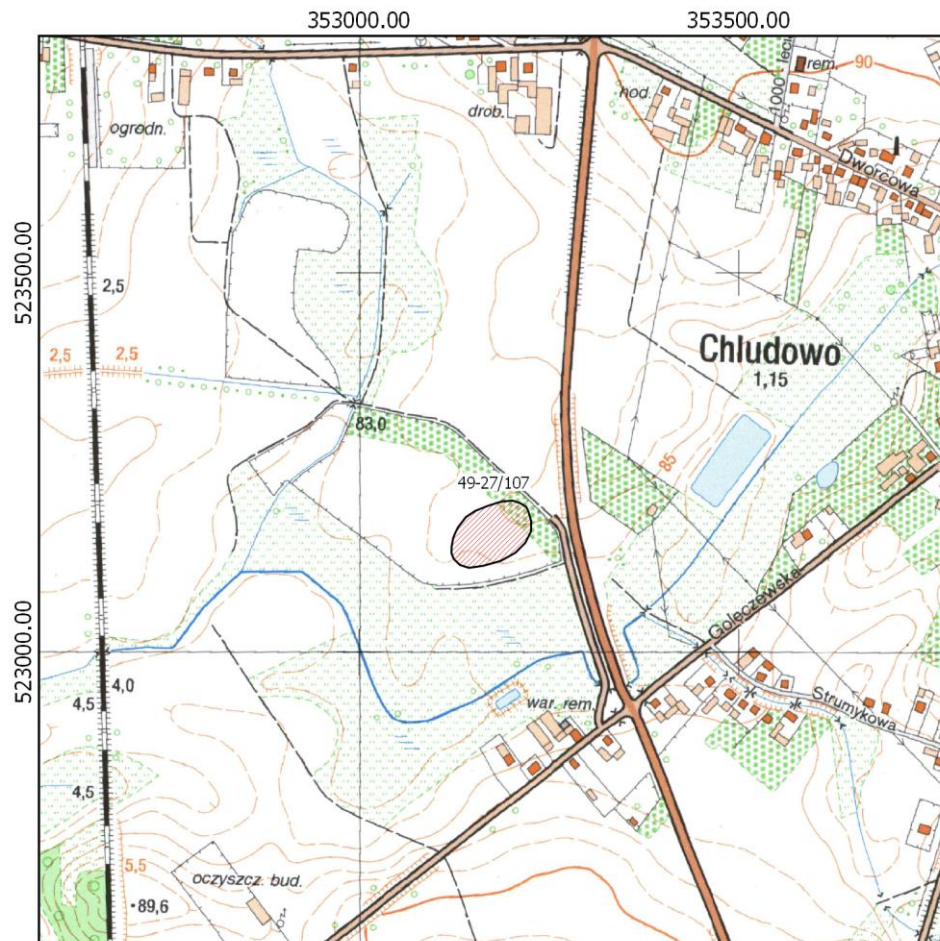 353000.00
353500.00
523500.00
523000.00
rem.
90
1000-lecia
hod.
drob.
ogrodn.
Dworcowa
2,5
2,5
2,5
Chludowo
1,15
83,0
85
49-27/107
Golęczewska
4,0
4,5
war. rem.
Strumykowa
4,5
5,5
oczyszcz. bud.
89,6